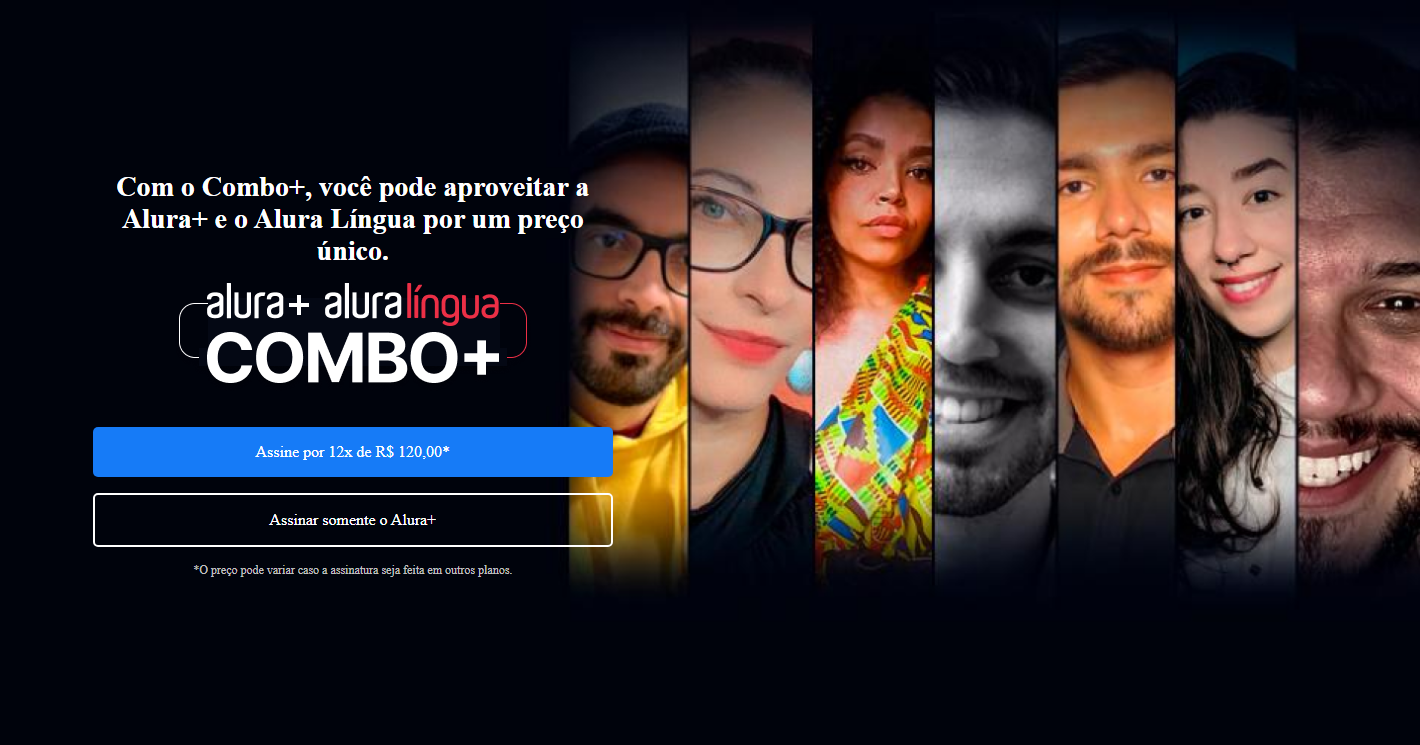 Com o Combo+, você pode aproveitar a
Alura+ e o Alura Língua por um preço
único.
alura+ aluralíngua
COMBO+
Assine por 12x de R$ 120,00*
Assinar somente o Alura+
*O preço pode variar caso a assinatura seja feita em outros planos.